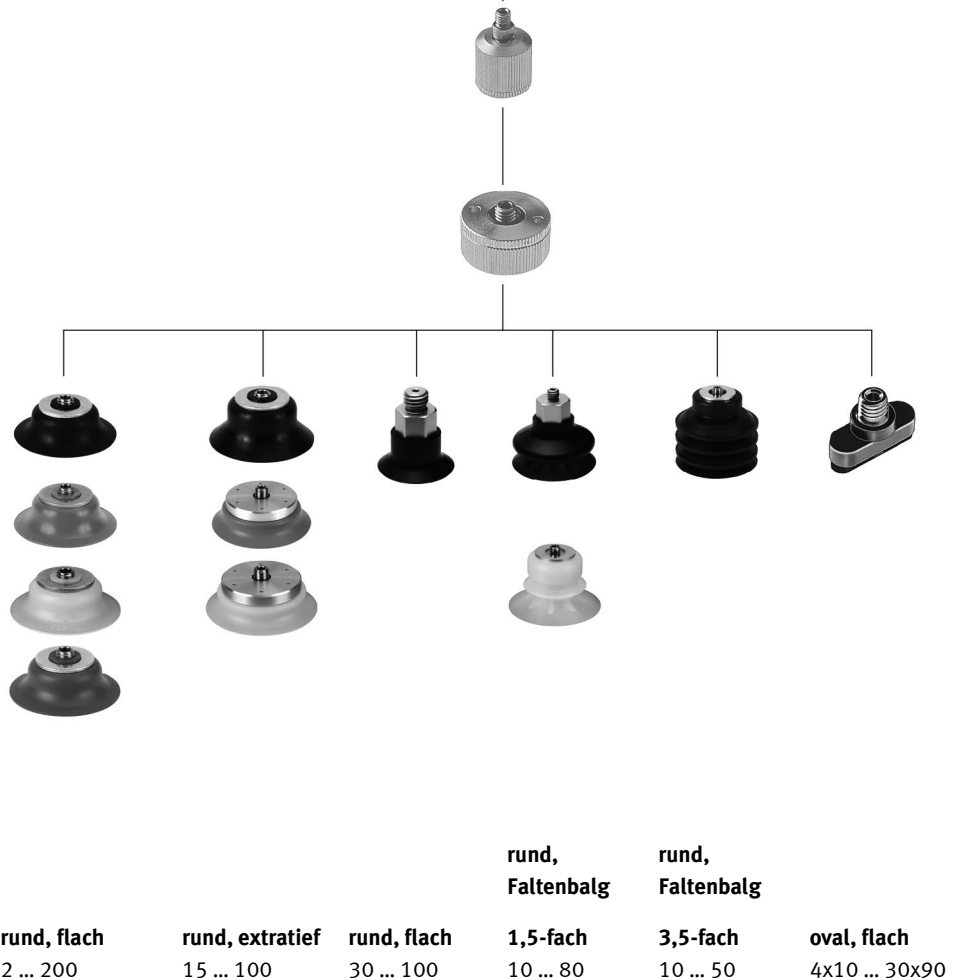 rund,
Faltenbalg
rund,
Faltenbalg
rund, flach
rund, extratief
rund, flach
1,5-fach
3,5-fach
oval, flach
2 ... 200
15 ... 100
30 ... 100
10 ... 80
10 ... 50
4x10 ... 30x90